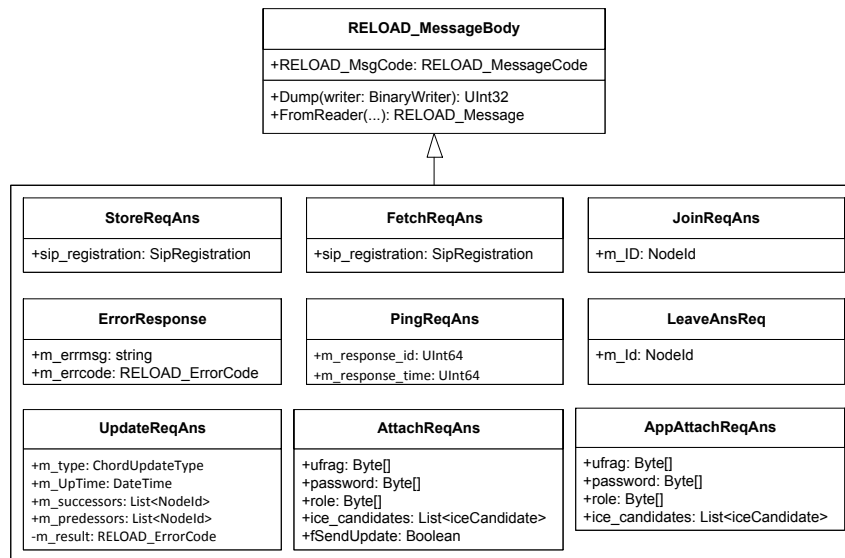 RELOAD_MessageBody
+RELOAD_MsgCode: RELOAD_MessageCode
+Dump(writer: BinaryWriter): UInt32
+FromReader(...): RELOAD_Message
StoreReqAns
+sip_registration: SipRegistration
FetchReqAns
+sip_registration: SipRegistration
JoinReqAns
+m_ID: NodeId
ErrorResponse
+m_errmsg: string
+m_errcode: RELOAD_ErrorCode
PingReqAns
+m_response_id: UInt64
+m_response_time: UInt64
LeaveAnsReq
+m_Id: NodeId
UpdateReqAns
+m_type: ChordUpdateType
+m_UpTime: DateTime
+m_successors: List<NodeId>
+m_predessors: List<NodeId>
-m_result: RELOAD_ErrorCode
AttachReqAns
+ufrag: Byte[]
+password: Byte[]
+role: Byte[]
+ice_candidates: List<iceCandidate>
+fSendUpdate: Boolean
AppAttachReqAns
+ufrag: Byte[]
+password: Byte[]
+role: Byte[]
+ice_candidates: List<iceCandidate>